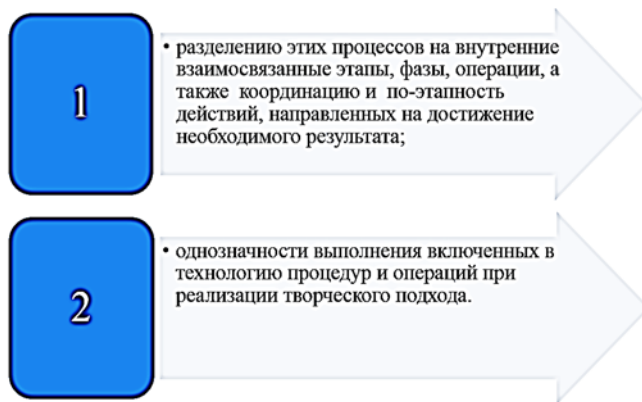 1
• разделению этих процессов на внутренние
взаимосвязанные этапы, фазы, операции, а
также координацию и по-этапность
действий, направленных на достижение
необходимого результата;
2
• однозначности выполнения включенных в
технологию процедур и операций при
реализации творческого подхода.